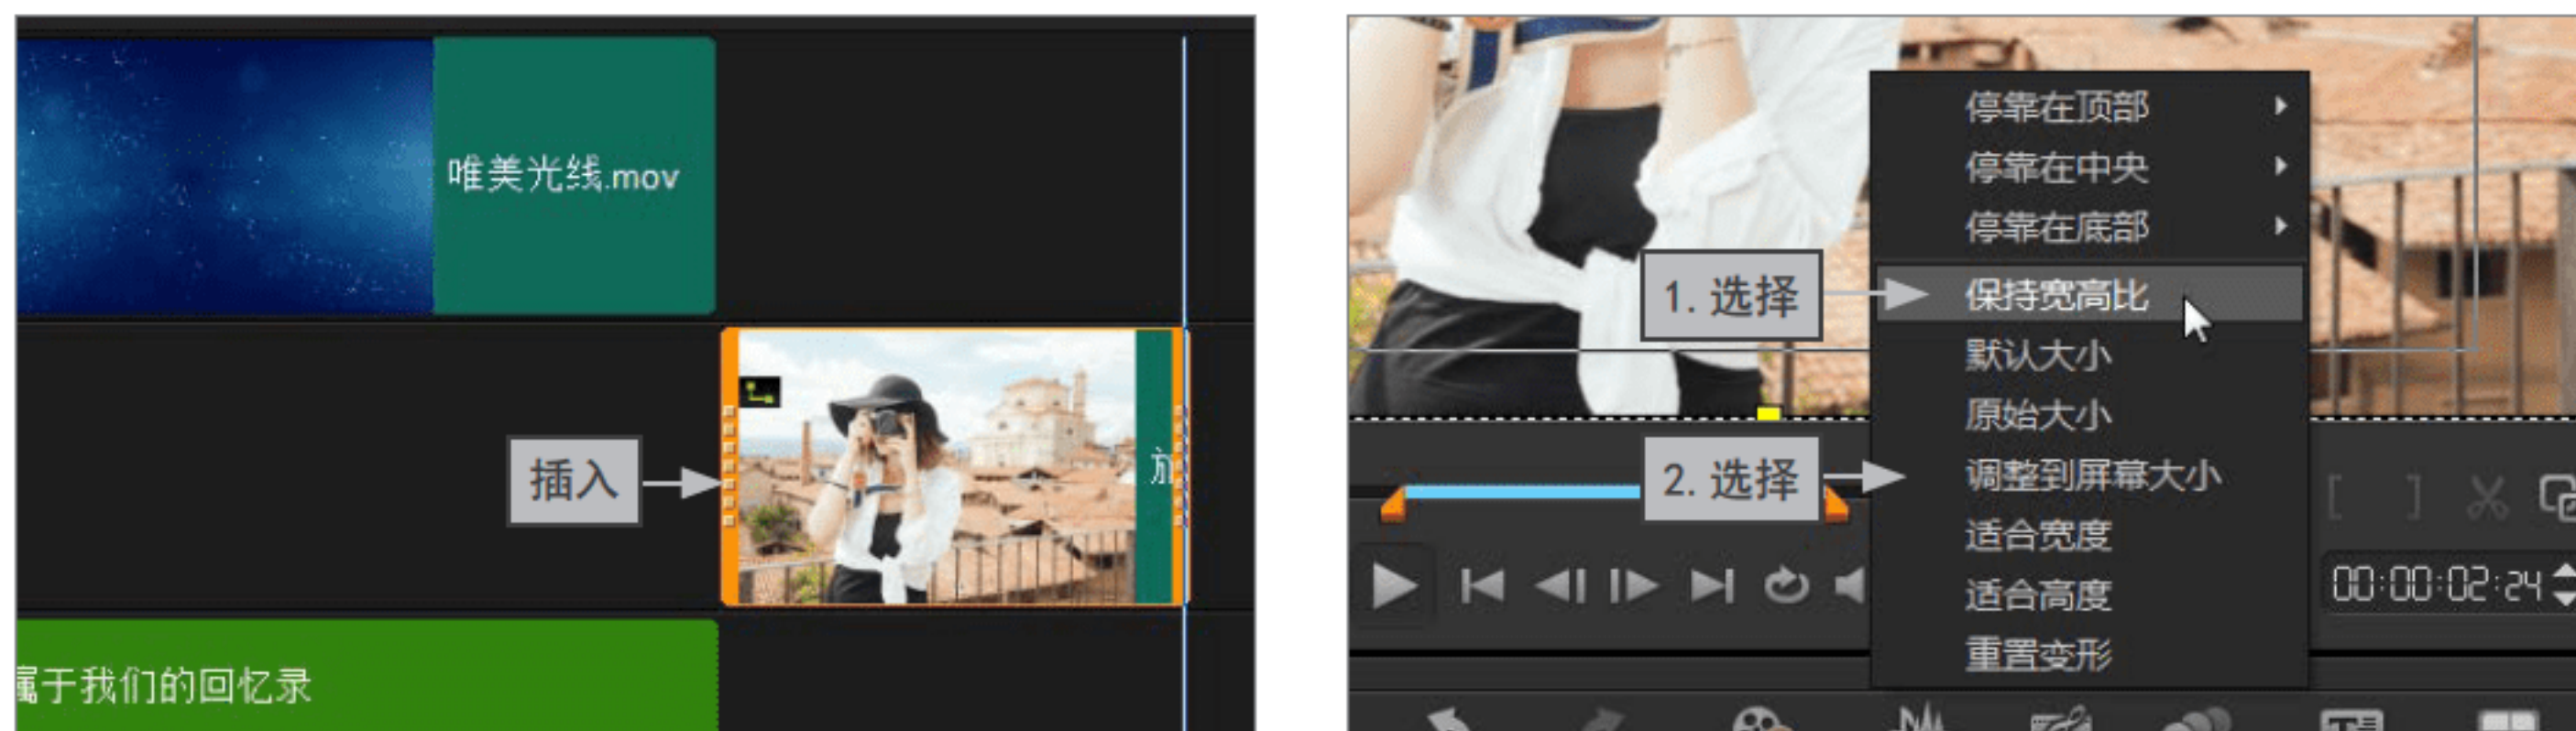 唯美光线.mov
插入
属于我们的回忆录
停靠在顶部
停靠在中央
停靠在底部
1. 选择
保持宽高比
默认大小
原始大小
2. 选择
调整到屏幕大小
适合宽度
适合高度
重置变形
00:00:02:24